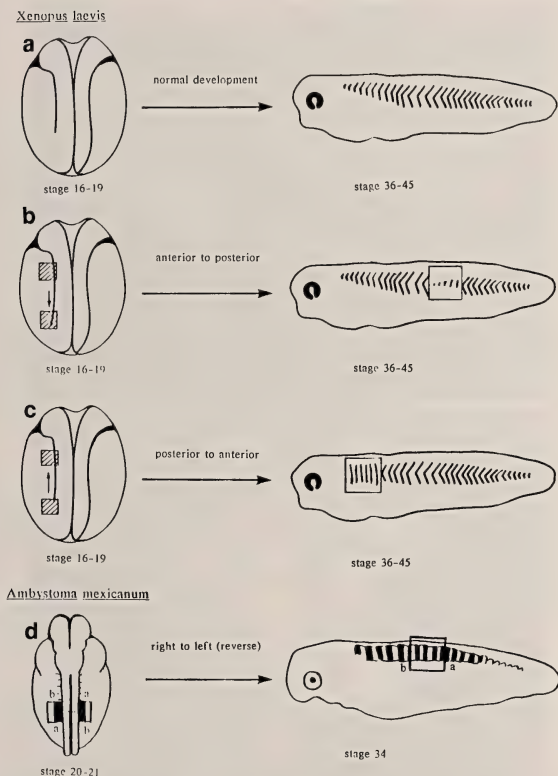 Xenopus laevis
a
normal development
stage 16-19
stage 36-45
b
anterior to posterior
stage 16-19
stage 36-45
c
posterior to anterior
stage 16-19
stage 36-45
Ambystoma mexicanum
d
right to left (reverse)
b a
a b
b a
stage 20-21
stage 34